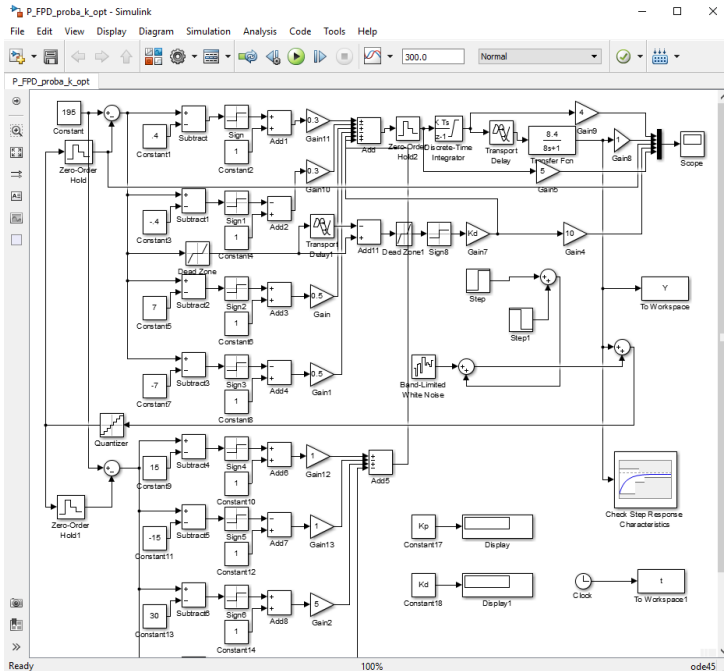 P_FPD_proba_k_opt - Simulink
File Edit View Display Diagram Simulation Analysis Code Tools Help
300.0 Normal
P_FPD_proba_k_opt
195
Constant
Zero-Order
Hold
.4
Constant1
Subtract
Sign
1
Constant2
Add1
0.3
Gain11
0.3
Gain10
Add
Zero-Order
Hold2
K Ts
z-1
Discrete-Time
Integrator
Transport
Delay
8.4
8s+1
Transfer Fcn
4
Gain9
1
Gain8
5
Gain5
Scope
-.4
Constant3
Subtract1
Sign1
1
Constant4
Add2
Dead Zone
Transport
Delay1
Add11
Dead Zone1
Sign8
Kd
Gain7
10
Gain4
7
Constant5
Subtract2
Sign2
1
Constant6
Add3
0.5
Gain
Step
Step1
Y
To Workspace
-7
Constant7
Subtract3
Sign3
1
Constant8
Add4
0.5
Gain1
Band-Limited
White Noise
Quantizer
15
Constant9
Subtract4
Sign4
1
Constant10
Add6
1
Gain12
Add5
Check Step Response
Characteristics
Zero-Order
Hold1
-15
Constant11
Subtract5
Sign5
1
Constant12
Add7
1
Gain13
Kp
Constant17
Display
30
Constant13
Subtract6
Sign6
1
Constant14
Add8
5
Gain2
Kd
Constant18
Display1
Clock
t
To Workspace1
Ready 100% ode45